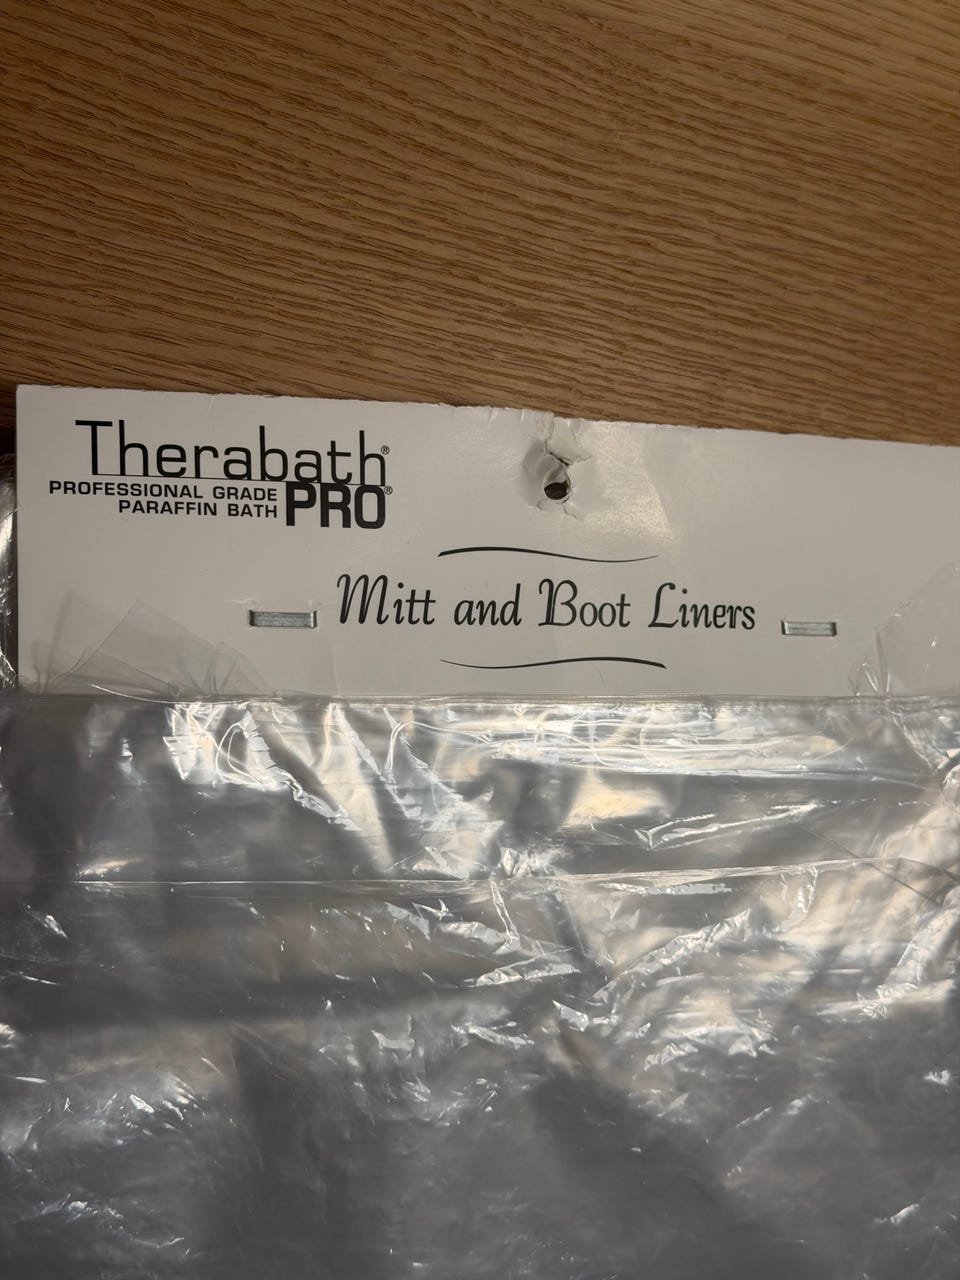 Therabath®
PROFESSIONAL GRADE
PARAFFIN BATH
PRO®
Mitt and Boot Liners